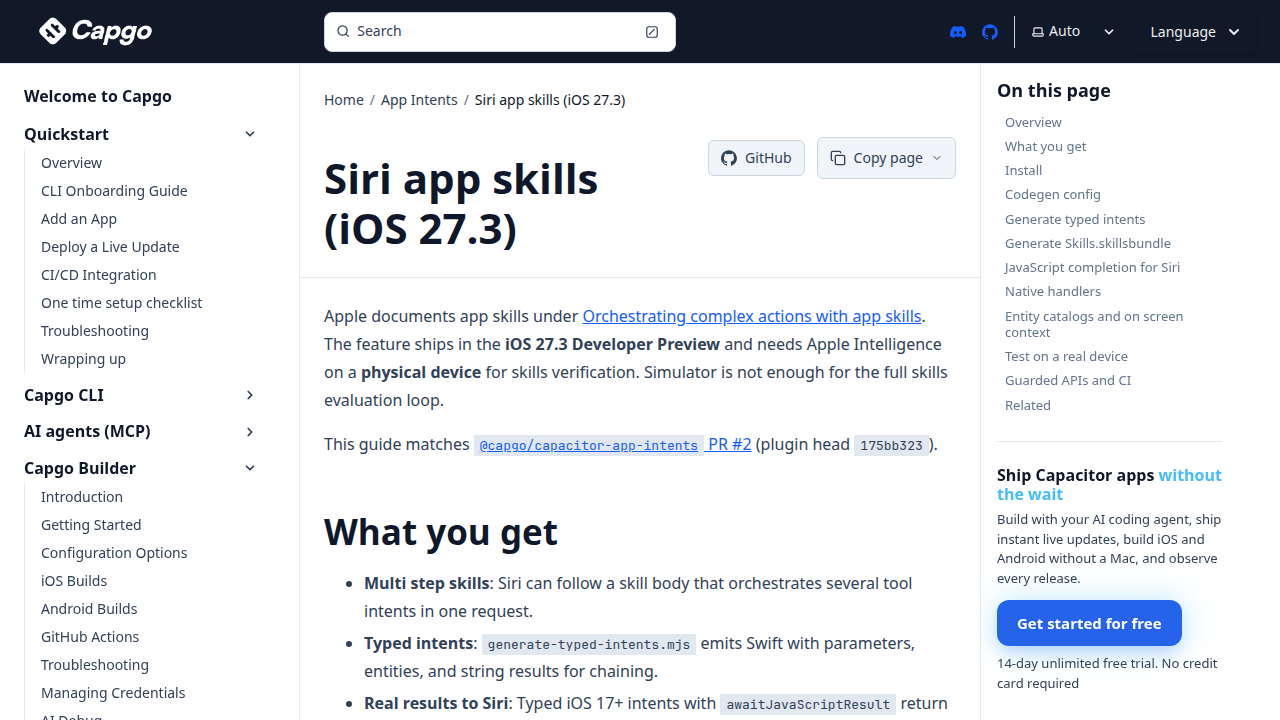 Capgo
Search
Auto
Language
Welcome to Capgo
Quickstart
Overview
CLI Onboarding Guide
Add an App
Deploy a Live Update
CI/CD Integration
One time setup checklist
Troubleshooting
Wrapping up
Capgo CLI
AI agents (MCP)
Capgo Builder
Introduction
Getting Started
Configuration Options
iOS Builds
Android Builds
GitHub Actions
Troubleshooting
Managing Credentials
AI Debug
Home / App Intents / Siri app skills (iOS 27.3)
Siri app skills
(iOS 27.3)
GitHub
Copy page
Apple documents app skills under Orchestrating complex actions with app skills.
The feature ships in the iOS 27.3 Developer Preview and needs Apple Intelligence
on a physical device for skills verification. Simulator is not enough for the full skills
evaluation loop.
This guide matches @capgo/capacitor-app-intents PR #2 (plugin head 175bb323).
What you get
Multi step skills: Siri can follow a skill body that orchestrates several tool
intents in one request.
Typed intents: generate-typed-intents.mjs emits Swift with parameters,
entities, and string results for chaining.
Real results to Siri: Typed iOS 17+ intents with awaitJavaScriptResult return
On this page
Overview
What you get
Install
Codegen config
Generate typed intents
Generate Skills.skillsbundle
JavaScript completion for Siri
Native handlers
Entity catalogs and on screen
context
Test on a real device
Guarded APIs and CI
Related
Ship Capacitor apps without
the wait
Build with your AI coding agent, ship
instant live updates, build iOS and
Android without a Mac, and observe
every release.
Get started for free
14-day unlimited free trial. No credit
card required